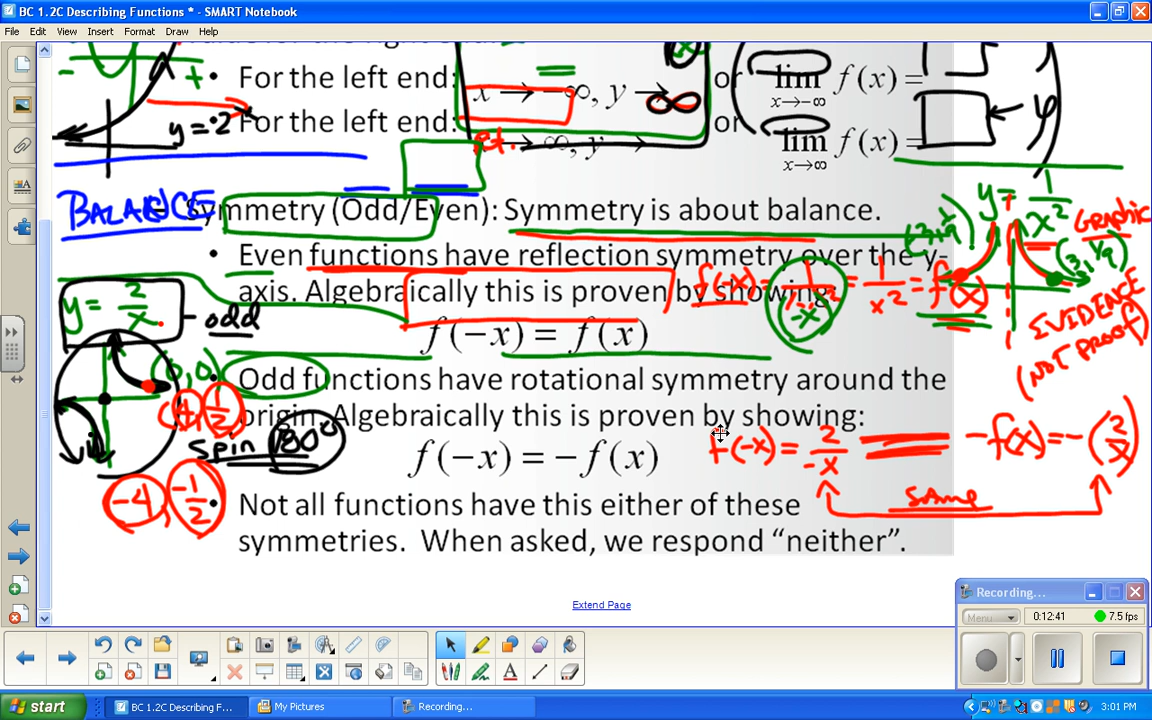 BC 1.2C Describing Functions * - SMART Notebook
File Edit View Insert Format Draw Help
• For the left end: x → −∞, y → ∞ or lim f(x) =
x→−∞
y = 2
For the left end: → ∞, y → or lim f(x) =
x→∞
BALANCE
Symmetry (Odd/Even): Symmetry is about balance.
y = 1/x²
GRAPHIC
(3, 1/9)
• Even functions have reflection symmetry over the y-
axis. Algebraically this is proven by showing:
f(-x) = 1/(-x)² = 1/x² = f(x)
f(−x) = f(x)
EVIDENCE
(NOT PROOF)
y = 2/x - odd
(0,0)
• Odd functions have rotational symmetry around the
origin. Algebraically this is proven by showing:
(4, 1/2)
spin 180°
f(−x) = −f(x)
f(-x) = 2/-x
-f(x) = -(2/x)
SAME
(-4, -1/2)
• Not all functions have this either of these
symmetries. When asked, we respond “neither”.
Extend Page
Recording...
Menu
0:12:41
7.5 fps
start
BC 1.2C Describing F...
My Pictures
Recording...
3:01 PM